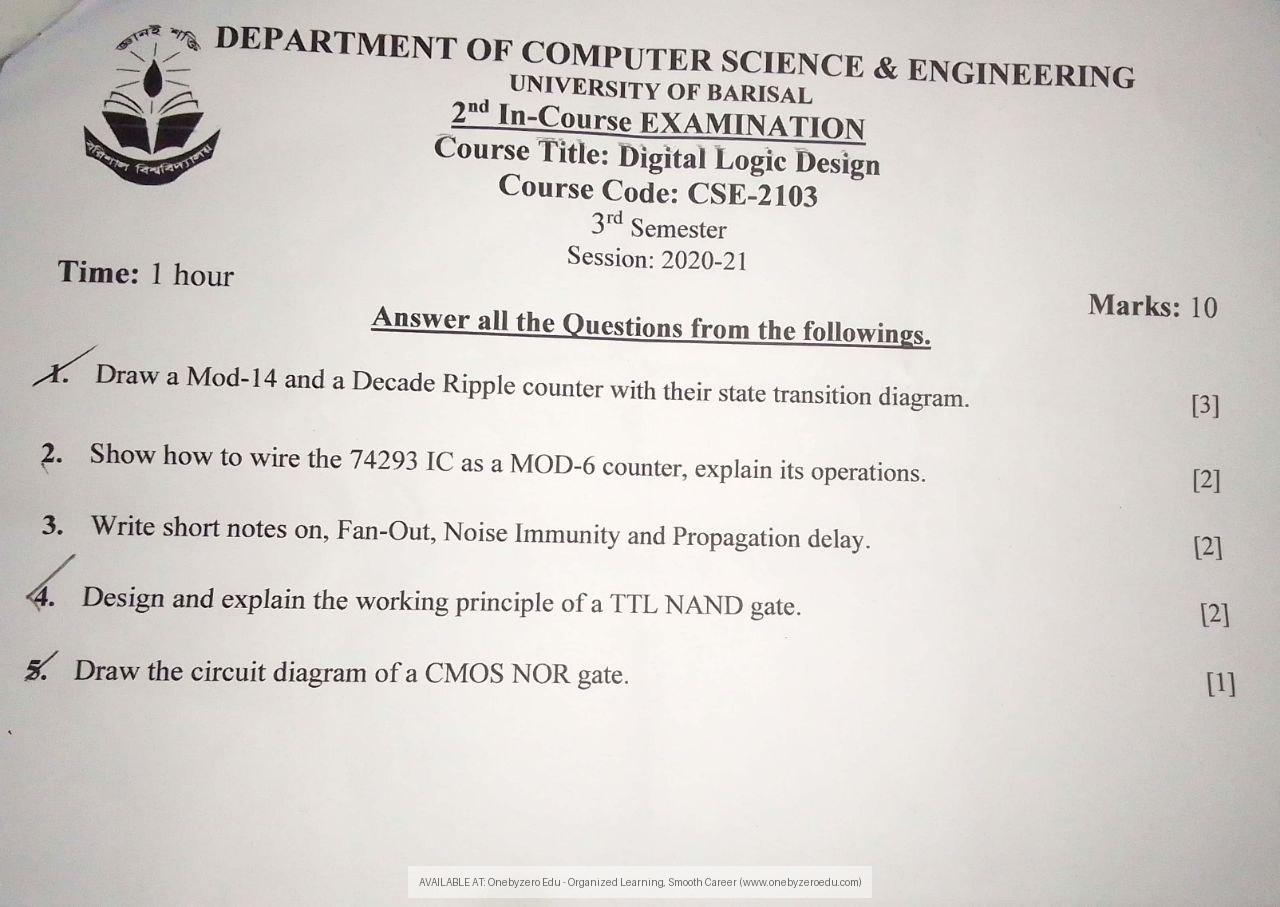 জ্ঞানই শক্তি
বরিশাল বিশ্ববিদ্যালয়
DEPARTMENT OF COMPUTER SCIENCE & ENGINEERING
UNIVERSITY OF BARISAL
2nd In-Course EXAMINATION
Course Title: Digital Logic Design
Course Code: CSE-2103
3rd Semester
Session: 2020-21
Time: 1 hour
Marks: 10
Answer all the Questions from the followings.
1. Draw a Mod-14 and a Decade Ripple counter with their state transition diagram. [3]
2. Show how to wire the 74293 IC as a MOD-6 counter, explain its operations. [2]
3. Write short notes on, Fan-Out, Noise Immunity and Propagation delay. [2]
4. Design and explain the working principle of a TTL NAND gate. [2]
5. Draw the circuit diagram of a CMOS NOR gate. [1]
AVAILABLE AT: Onebyzero Edu - Organized Learning, Smooth Career (www.onebyzeroedu.com)